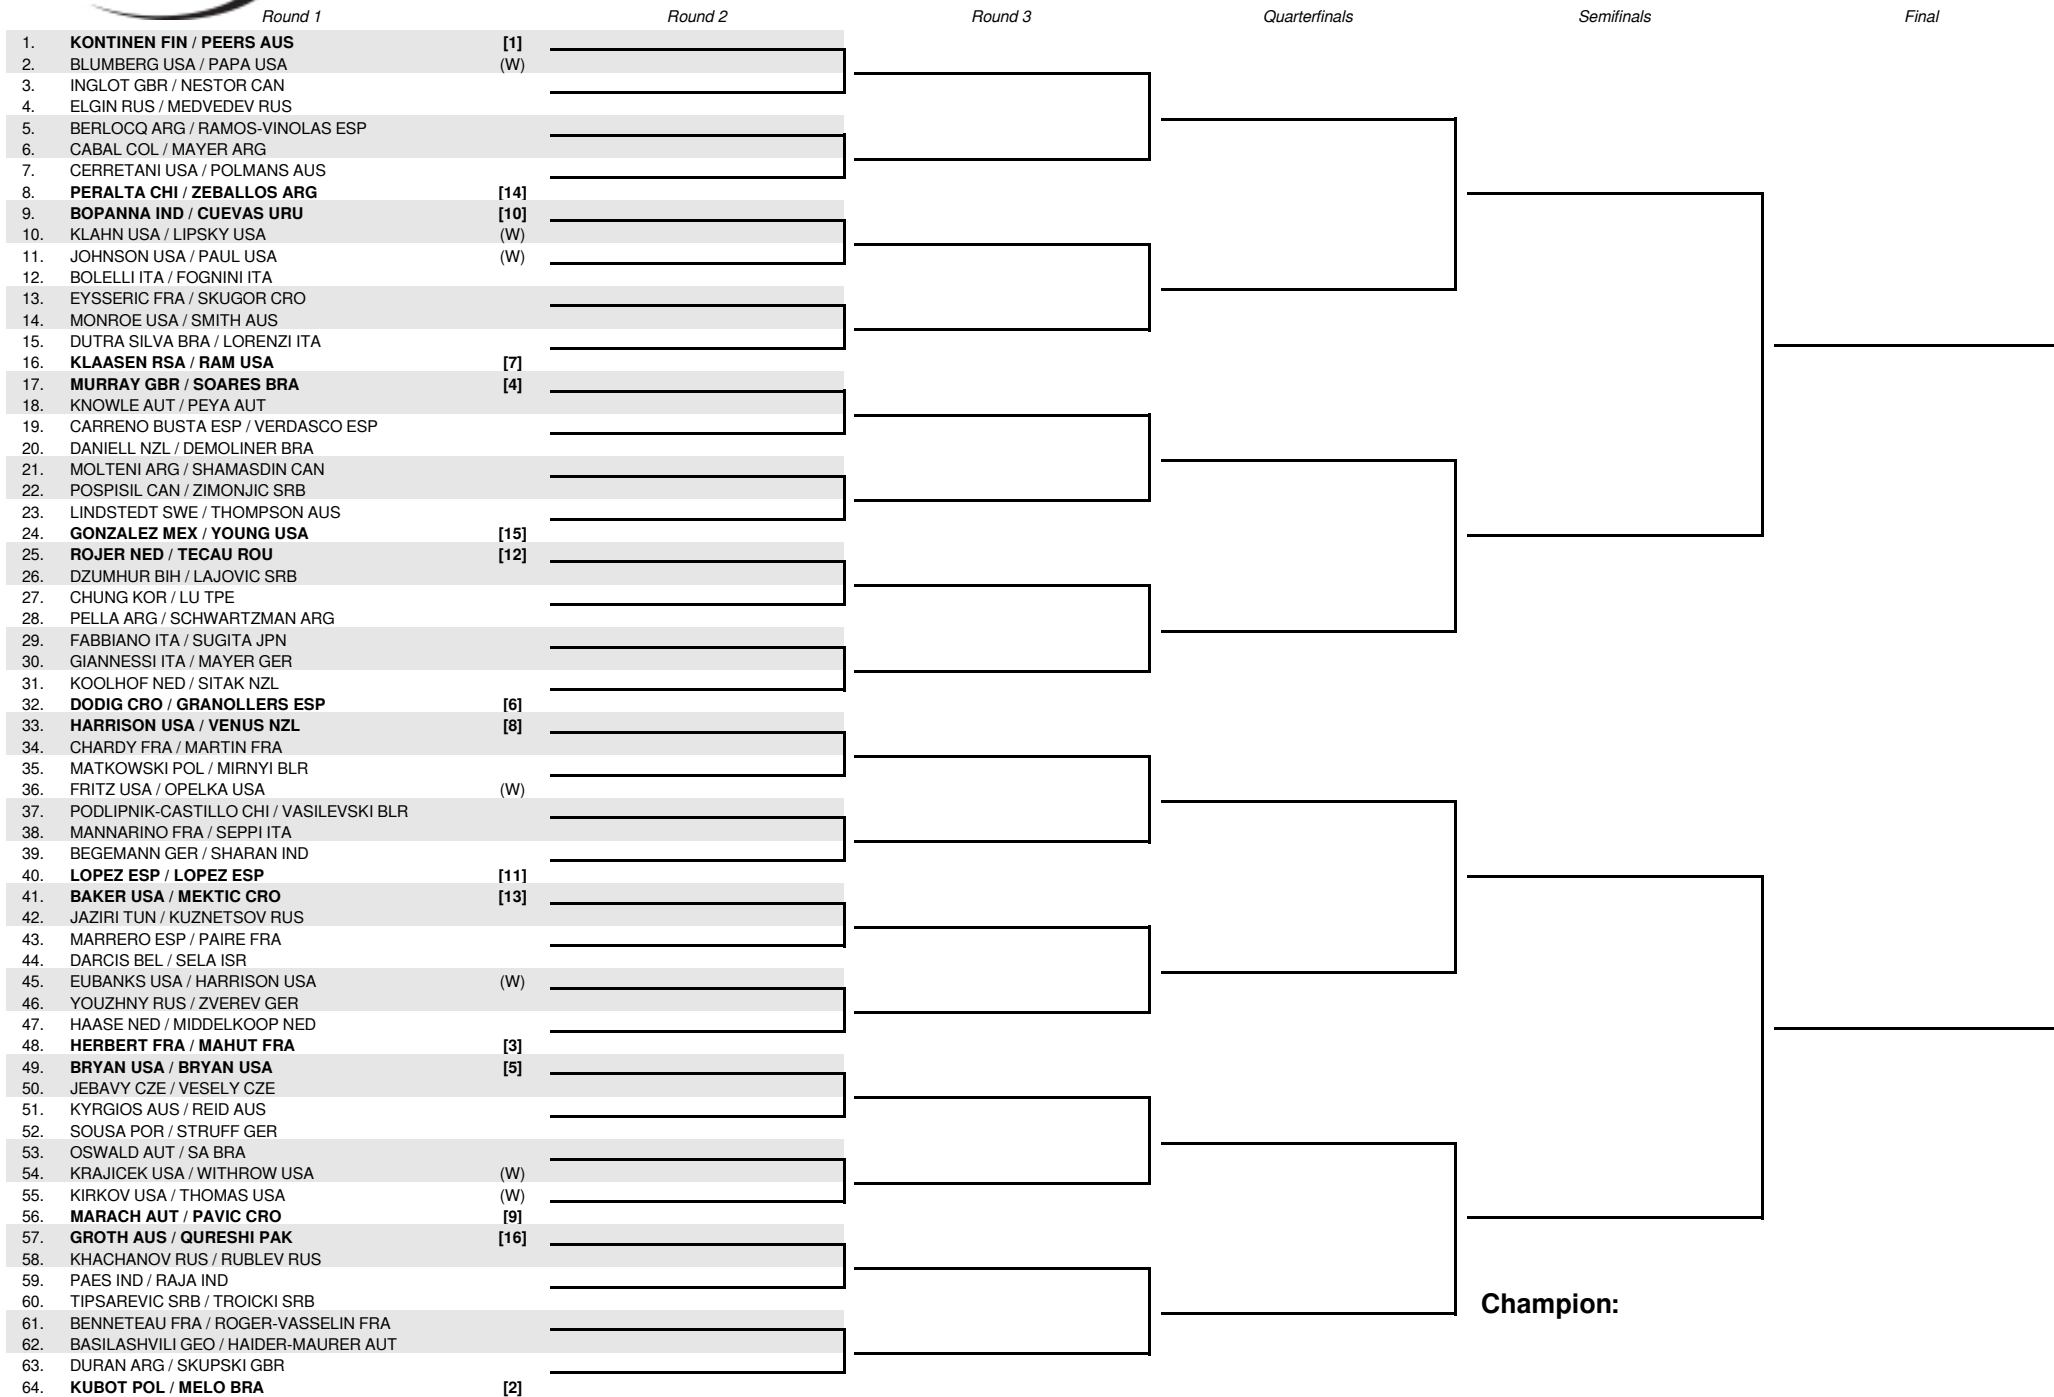 Round 1 Round 2 Round 3 Quarterfinals Semifinals Final
1. KONTINEN FIN / PEERS AUS [1]
2. BLUMBERG USA / PAPA USA (W)
3. INGLOT GBR / NESTOR CAN
4. ELGIN RUS / MEDVEDEV RUS
5. BERLOCQ ARG / RAMOS-VINOLAS ESP
6. CABAL COL / MAYER ARG
7. CERRETANI USA / POLMANS AUS
8. PERALTA CHI / ZEBALLOS ARG [14]
9. BOPANNA IND / CUEVAS URU [10]
10. KLAHN USA / LIPSKY USA (W)
11. JOHNSON USA / PAUL USA (W)
12. BOLELLI ITA / FOGNINI ITA
13. EYSSERIC FRA / SKUGOR CRO
14. MONROE USA / SMITH AUS
15. DUTRA SILVA BRA / LORENZI ITA
16. KLAASEN RSA / RAM USA [7]
17. MURRAY GBR / SOARES BRA [4]
18. KNOWLE AUT / PEYA AUT
19. CARRENO BUSTA ESP / VERDASCO ESP
20. DANIELL NZL / DEMOLINER BRA
21. MOLTENI ARG / SHAMASDIN CAN
22. POSPISIL CAN / ZIMONJIC SRB
23. LINDSTEDT SWE / THOMPSON AUS
24. GONZALEZ MEX / YOUNG USA [15]
25. ROJER NED / TECAU ROU [12]
26. DZUMHUR BIH / LAJOVIC SRB
27. CHUNG KOR / LU TPE
28. PELLA ARG / SCHWARTZMAN ARG
29. FABBIANO ITA / SUGITA JPN
30. GIANNESSI ITA / MAYER GER
31. KOOLHOF NED / SITAK NZL
32. DODIG CRO / GRANOLLERS ESP [6]
33. HARRISON USA / VENUS NZL [8]
34. CHARDY FRA / MARTIN FRA
35. MATKOWSKI POL / MIRNYI BLR
36. FRITZ USA / OPELKA USA (W)
37. PODLIPNIK-CASTILLO CHI / VASILEVSKI BLR
38. MANNARINO FRA / SEPPI ITA
39. BEGEMANN GER / SHARAN IND
40. LOPEZ ESP / LOPEZ ESP [11]
41. BAKER USA / MEKTIC CRO [13]
42. JAZIRI TUN / KUZNETSOV RUS
43. MARRERO ESP / PAIRE FRA
44. DARCIS BEL / SELA ISR
45. EUBANKS USA / HARRISON USA (W)
46. YOUZHNY RUS / ZVEREV GER
47. HAASE NED / MIDDELKOOP NED
48. HERBERT FRA / MAHUT FRA [3]
49. BRYAN USA / BRYAN USA [5]
50. JEBAVY CZE / VESELY CZE
51. KYRGIOS AUS / REID AUS
52. SOUSA POR / STRUFF GER
53. OSWALD AUT / SA BRA
54. KRAJICEK USA / WITHROW USA (W)
55. KIRKOV USA / THOMAS USA (W)
56. MARACH AUT / PAVIC CRO [9]
57. GROTH AUS / QURESHI PAK [16]
58. KHACHANOV RUS / RUBLEV RUS
59. PAES IND / RAJA IND
60. TIPSAREVIC SRB / TROICKI SRB
61. BENNETEAU FRA / ROGER-VASSELIN FRA
62. BASILASHVILI GEO / HAIDER-MAURER AUT
63. DURAN ARG / SKUPSKI GBR
64. KUBOT POL / MELO BRA [2]
Champion: